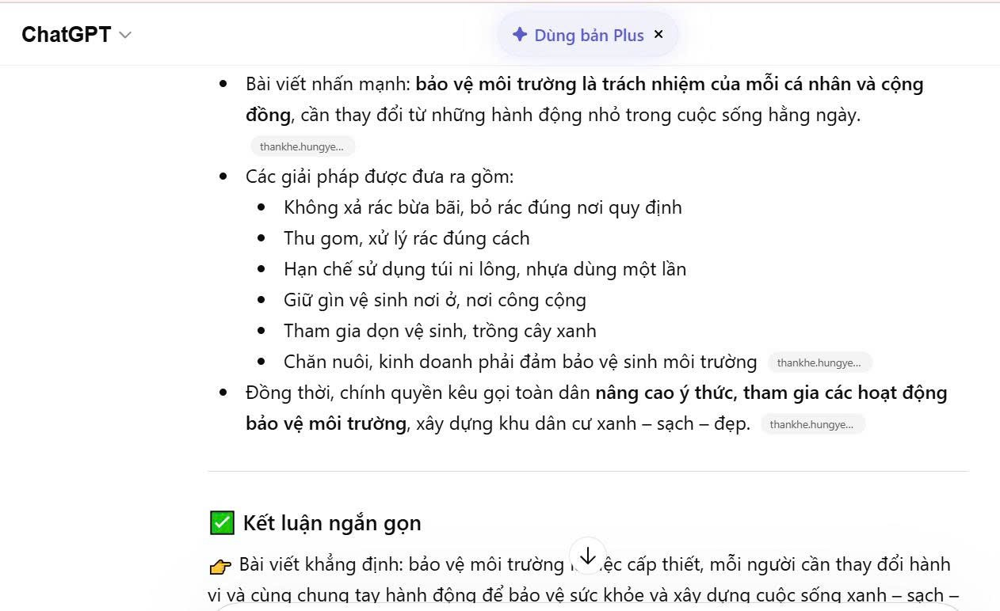 ChatGPT
Dùng bản Plus ×
Bài viết nhấn mạnh: bảo vệ môi trường là trách nhiệm của mỗi cá nhân và cộng
đồng, cần thay đổi từ những hành động nhỏ trong cuộc sống hằng ngày.
thankhe.hungye...
Các giải pháp được đưa ra gồm:
Không xả rác bừa bãi, bỏ rác đúng nơi quy định
Thu gom, xử lý rác đúng cách
Hạn chế sử dụng túi ni lông, nhựa dùng một lần
Giữ gìn vệ sinh nơi ở, nơi công cộng
Tham gia dọn vệ sinh, trồng cây xanh
Chăn nuôi, kinh doanh phải đảm bảo vệ sinh môi trường thankhe.hungye...
Đồng thời, chính quyền kêu gọi toàn dân nâng cao ý thức, tham gia các hoạt động
bảo vệ môi trường, xây dựng khu dân cư xanh – sạch – đẹp. thankhe.hungye...
Kết luận ngắn gọn
Bài viết khẳng định: bảo vệ môi trường cấp thiết, mỗi người cần thay đổi hành
vi và cùng chung tay hành động để bảo vệ sức khỏe và xây dựng cuộc sống xanh – sạch –